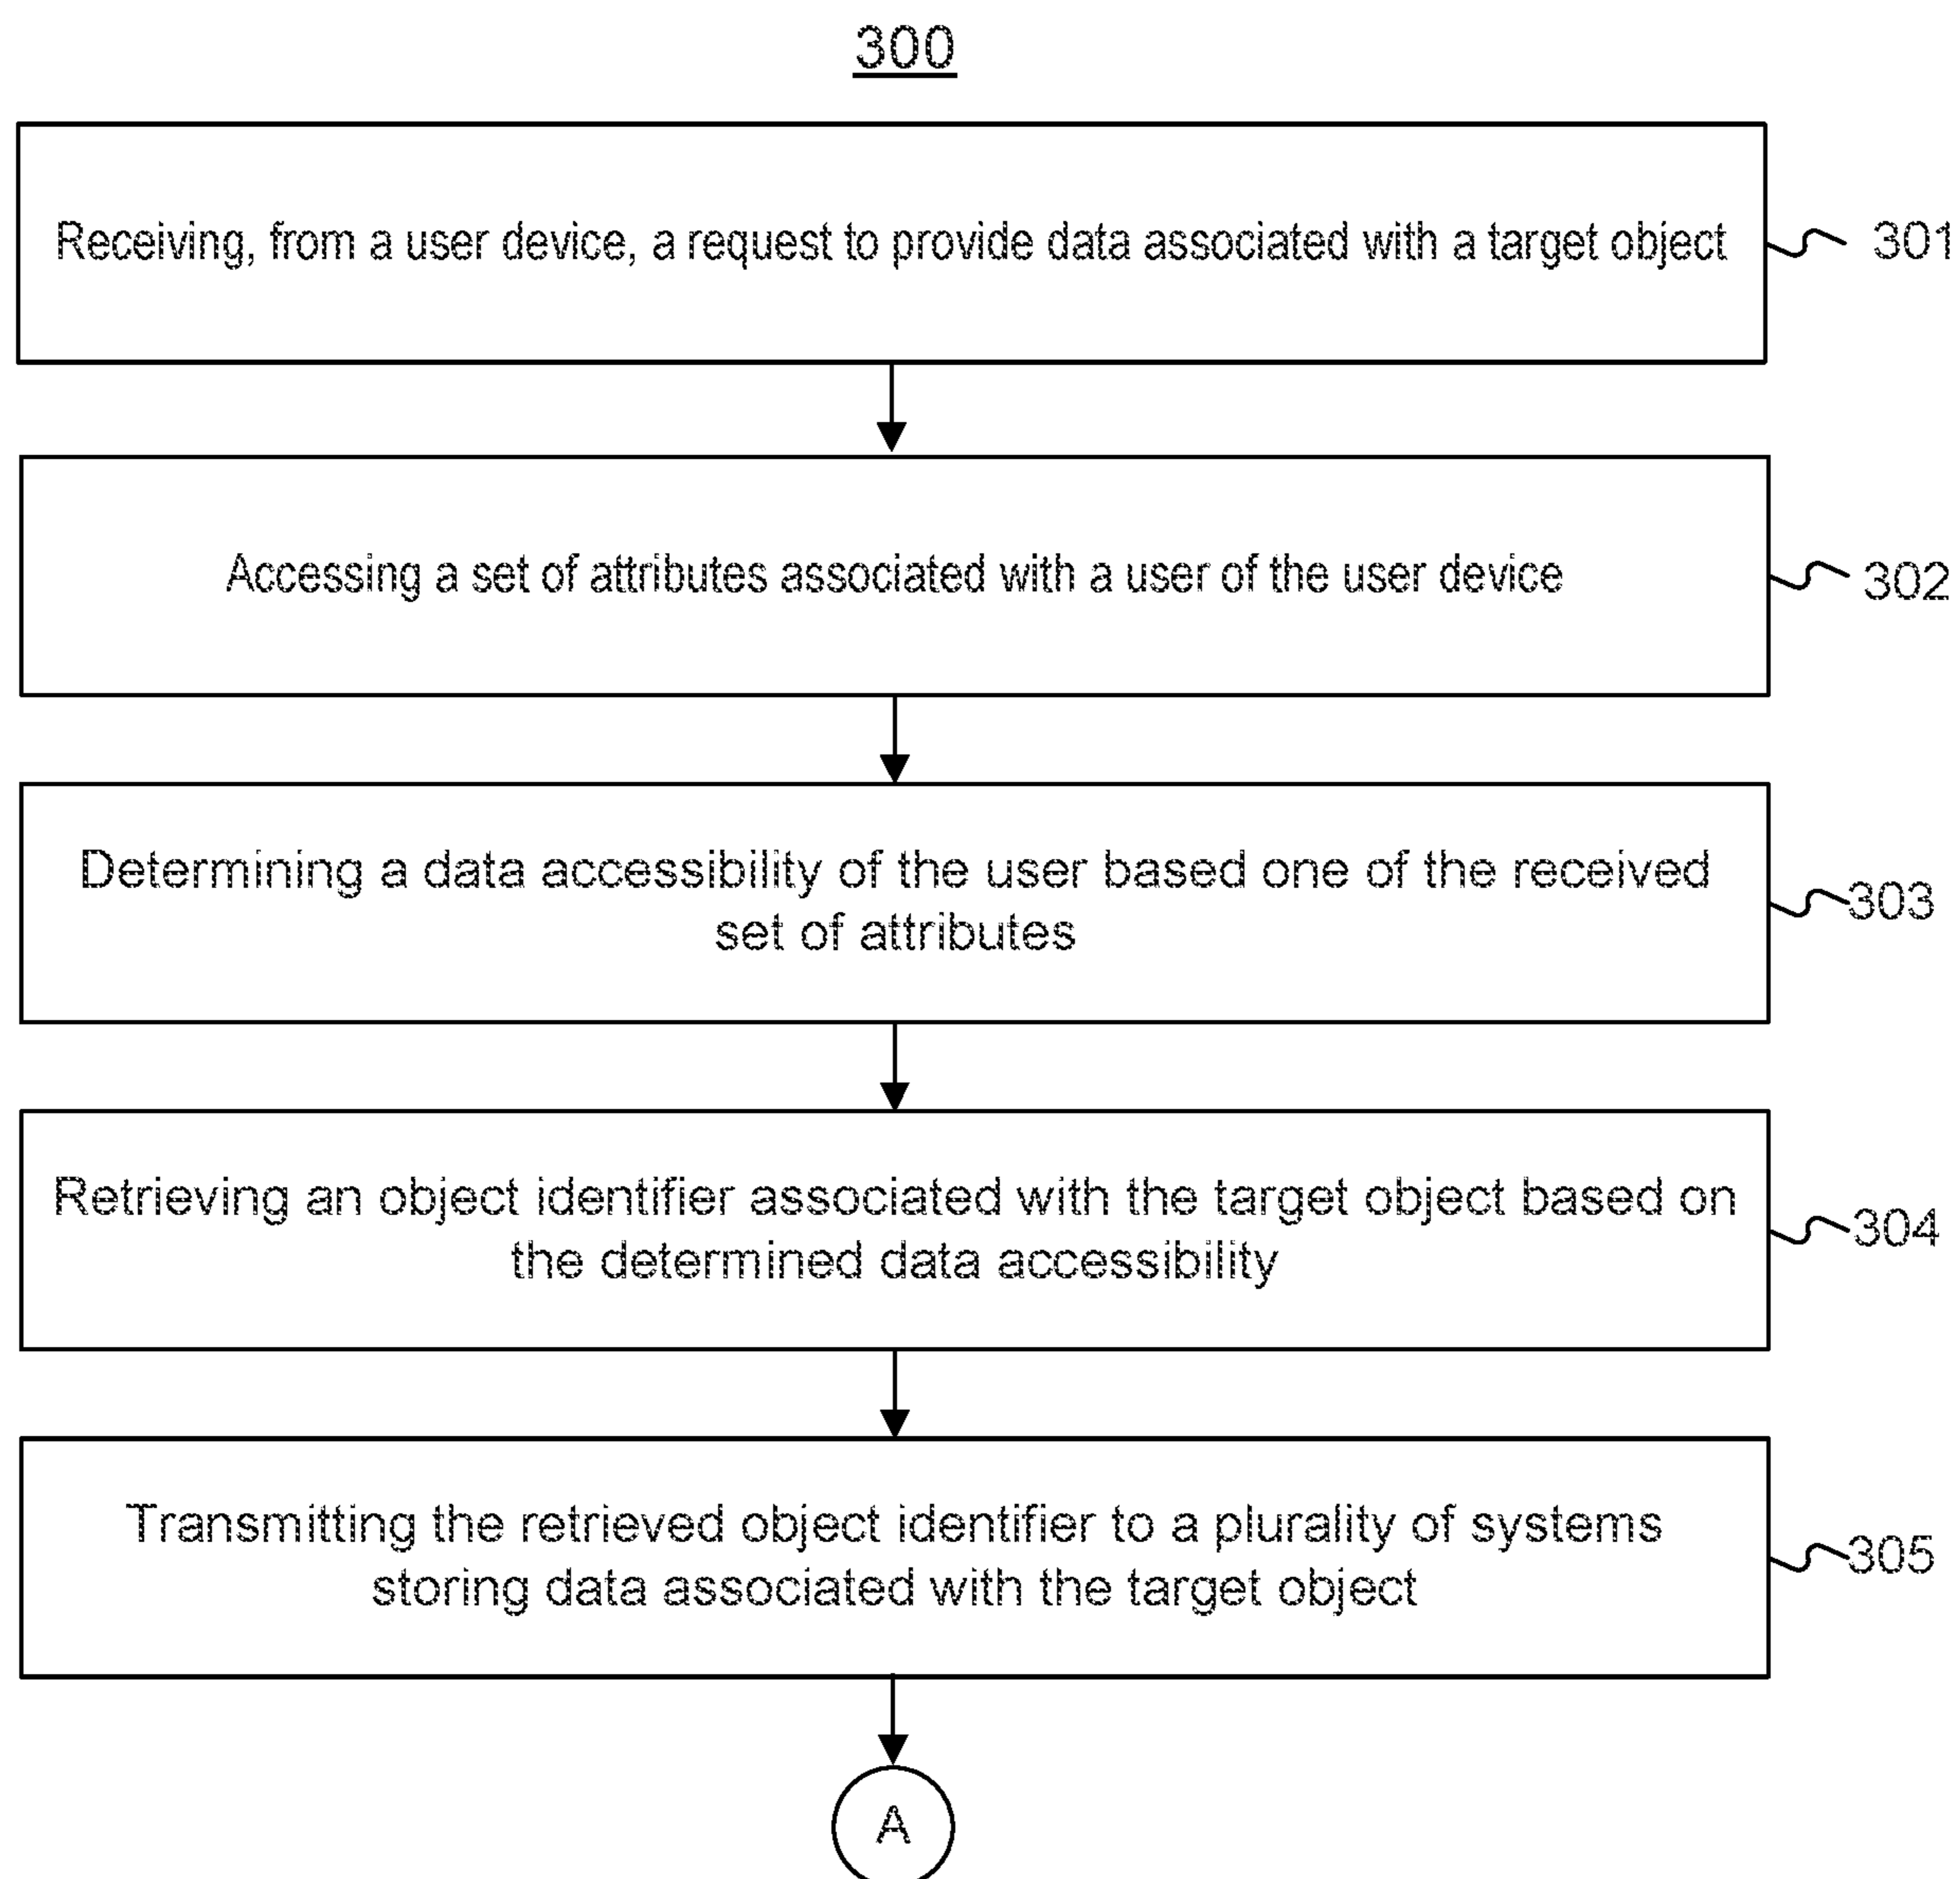 300
Receiving, from a user device, a request to provide data associated with a target object
301
Accessing a set of attributes associated with a user of the user device
302
Determining a data accessibility of the user based one of the received
set of attributes
303
Retrieving an object identifier associated with the target object based on
the determined data accessibility
304
Transmitting the retrieved object identifier to a plurality of systems
storing data associated with the target object
305
A